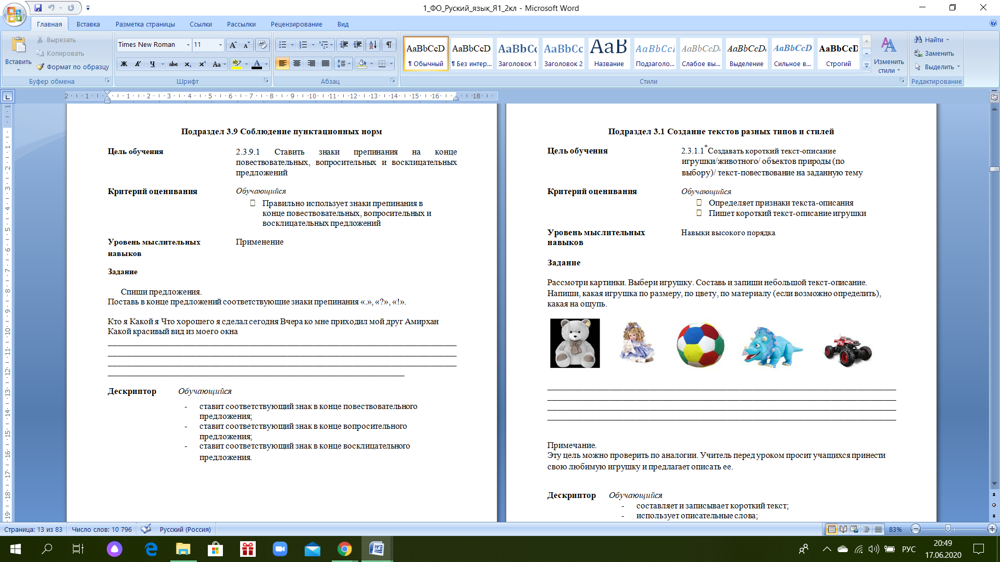 1_ФО_Руский_язык_Я1_2кл - Microsoft Word
Главная Вставка Разметка страницы Ссылки Рассылки Рецензирование Вид
Вставить
Вырезать
Копировать
Формат по образцу
Буфер обмена
Times New Roman 11
Шрифт
Абзац
AaBbCcD AaBbCcD AaBbCc AaBbCc AaB AaBbCcI AaBbCcD AaBbCcD AaBbCcD AaBbCcD
¶ Обычный ¶ Без интер... Заголовок 1 Заголовок 2 Название Подзаголо... Слабое вы... Выделение Сильное в... Строгий
Изменить стили
Стили
Найти
Заменить
Выделить
Редактирование
Подраздел 3.9 Соблюдение пунктационных норм
Цель обучения 2.3.9.1 Ставить знаки препинания на конце
повествовательных, вопросительных и восклицательных
предложений
Критерий оценивания Обучающийся
Правильно использует знаки препинания в
конце повествовательных, вопросительных и
восклицательных предложений
Уровень мыслительных Применение
навыков
Задание
Спиши предложения.
Поставь в конце предложений соответствующие знаки препинания «.», «?», «!».
Кто я Какой я Что хорошего я сделал сегодня Вчера ко мне приходил мой друг Амирхан
Какой красивый вид из моего окна
Дескриптор Обучающийся
- ставит соответствующий знак в конце повествовательного
предложения;
- ставит соответствующий знак в конце вопросительного
предложения;
- ставит соответствующий знак в конце восклицательного
предложения.
Подраздел 3.1 Создание текстов разных типов и стилей
Цель обучения 2.3.1.1*Создавать короткий текст-описание
игрушки/животного/ объектов природы (по
выбору)/ текст-повествование на заданную тему
Критерий оценивания Обучающийся
Определяет признаки текста-описания
Пишет короткий текст-описание игрушки
Уровень мыслительных Навыки высокого порядка
навыков
Задание
Рассмотри картинки. Выбери игрушку. Составь и запиши небольшой текст-описание.
Напиши, какая игрушка по размеру, по цвету, по материалу (если возможно определить),
какая на ощупь.
Примечание.
Эту цель можно проверить по аналогии. Учитель перед уроком просит учащихся принести
свою любимую игрушку и предлагает описать ее.
Дескриптор Обучающийся
- составляет и записывает короткий текст;
- использует описательные слова;
Страница: 13 из 83 Число слов: 10 796 Русский (Россия) 83%
РУС
20:49
17.06.2020